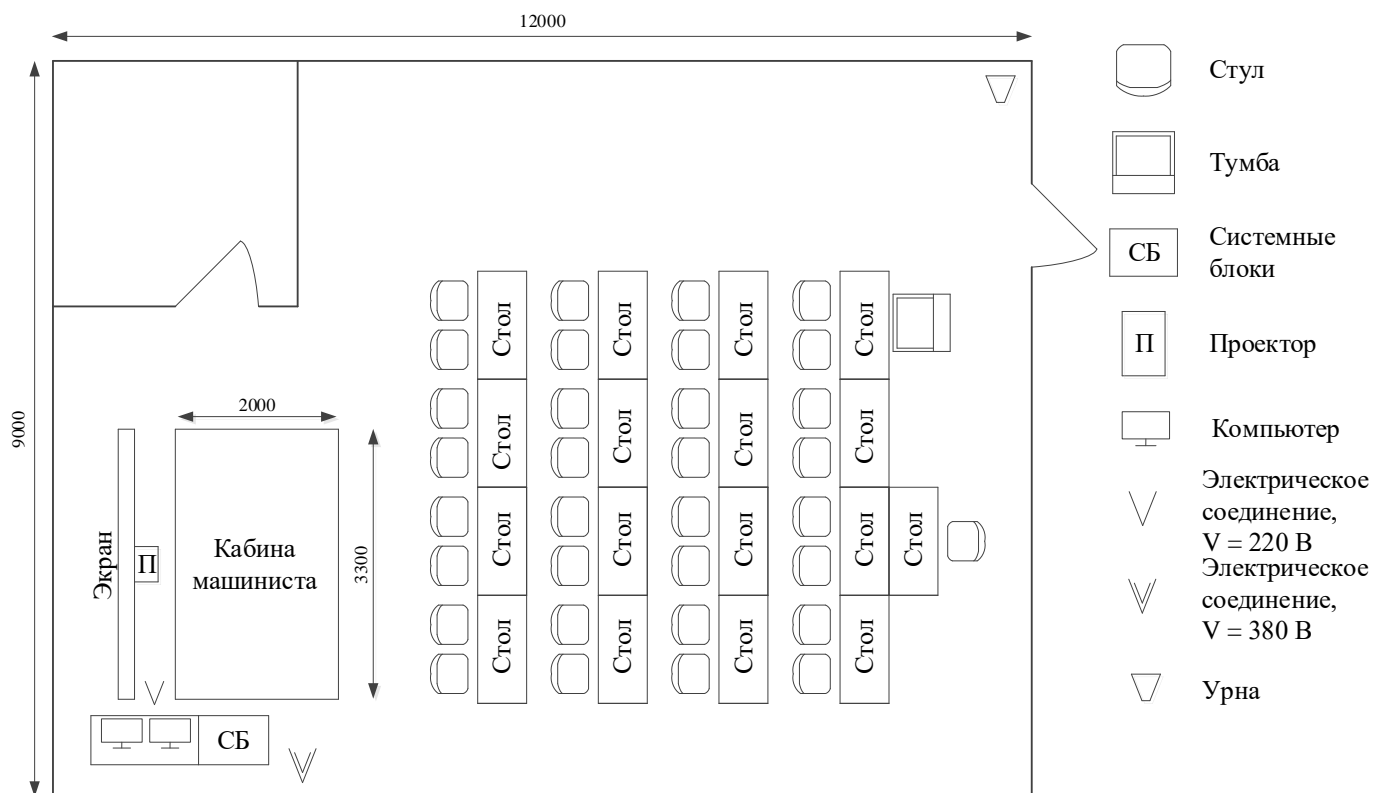 12000
9000
Стол
Стол
Стол
Стол
Стол
Стол
Стол
Стол
2000
Экран
П
Кабина
машиниста
3300
Стол
Стол
Стол
Стол
Стол
Стол
Стол
Стол
Стол
СБ
Стул
Тумба
СБ
Системные
блоки
П
Проектор
Компьютер
Электрическое
соединение,
V = 220 В
Электрическое
соединение,
V = 380 В
Урна